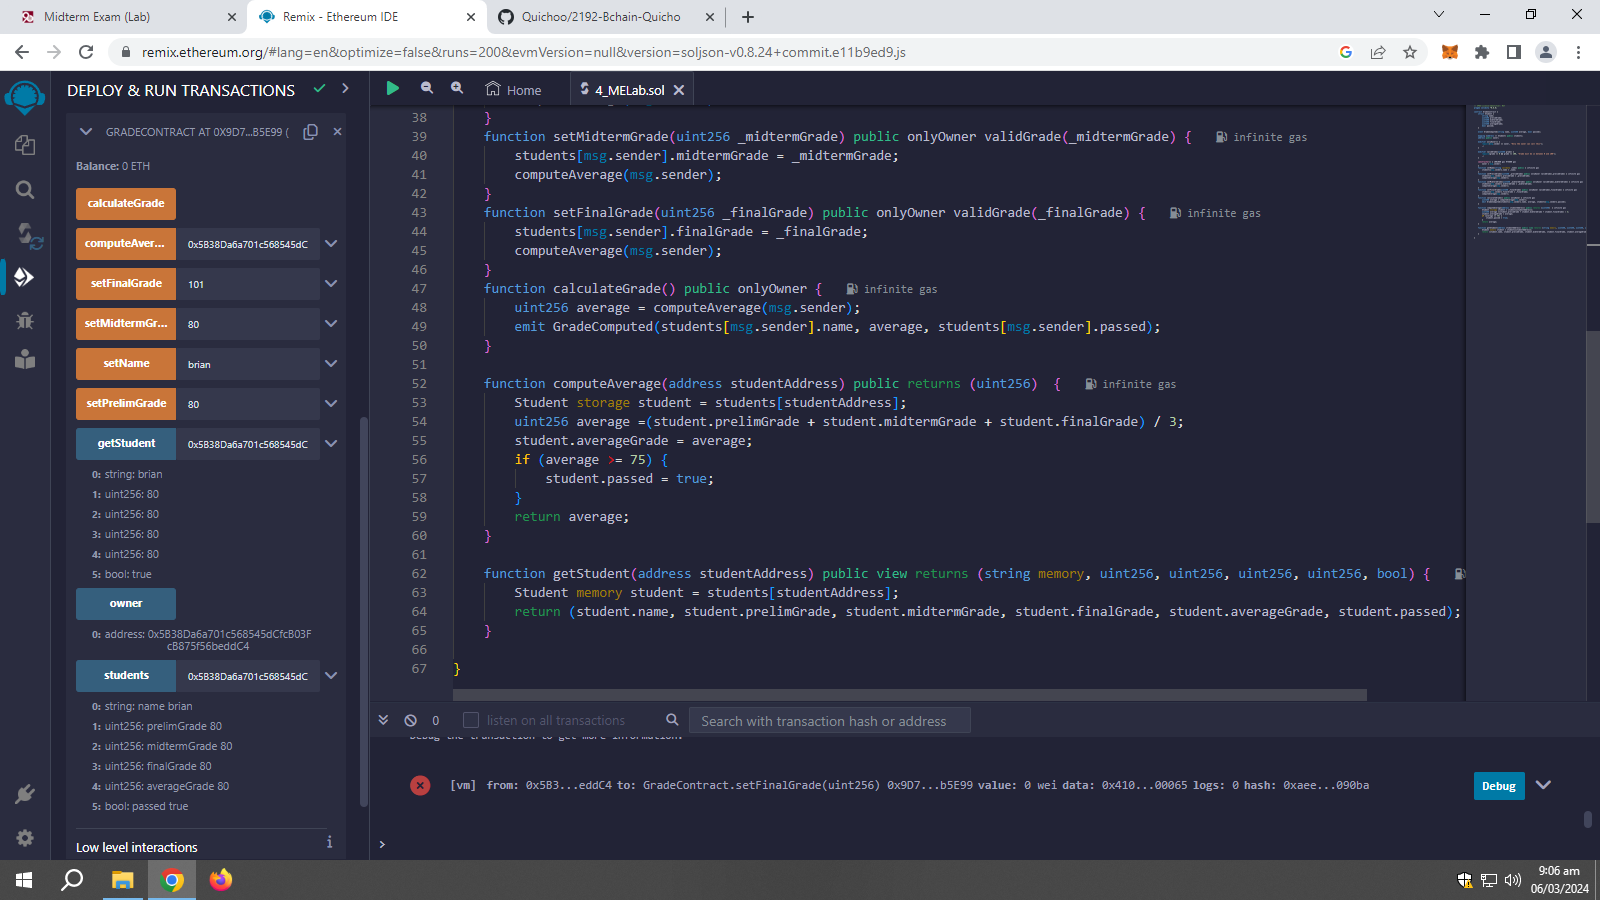 Midterm Exam (Lab)
Remix - Ethereum IDE
Quichoo/2192-Bchain-Quicho
remix.ethereum.org/#lang=en&optimize=false&runs=200&evmVersion=null&version=soljson-v0.8.24+commit.e11b9ed9.js
DEPLOY & RUN TRANSACTIONS
GRADECONTRACT AT 0X9D7...B5E99 (
Balance: 0 ETH
calculateGrade
computeAver... 0x5B38Da6a701c568545dC
setFinalGrade 101
setMidtermGr... 80
setName brian
setPrelimGrade 80
getStudent 0x5B38Da6a701c568545dC
0: string: brian
1: uint256: 80
2: uint256: 80
3: uint256: 80
4: uint256: 80
5: bool: true
owner
0: address: 0x5B38Da6a701c568545dCfcB03F
cB875f56beddC4
students 0x5B38Da6a701c568545dC
0: string: name brian
1: uint256: prelimGrade 80
2: uint256: midtermGrade 80
3: uint256: finalGrade 80
4: uint256: averageGrade 80
5: bool: passed true
Low level interactions
i
Home
4_MELab.sol
38 }
39 function setMidtermGrade(uint256 _midtermGrade) public onlyOwner validGrade(_midtermGrade) { infinite gas
40 students[msg.sender].midtermGrade = _midtermGrade;
41 computeAverage(msg.sender);
42 }
43 function setFinalGrade(uint256 _finalGrade) public onlyOwner validGrade(_finalGrade) { infinite gas
44 students[msg.sender].finalGrade = _finalGrade;
45 computeAverage(msg.sender);
46 }
47 function calculateGrade() public onlyOwner { infinite gas
48 uint256 average = computeAverage(msg.sender);
49 emit GradeComputed(students[msg.sender].name, average, students[msg.sender].passed);
50 }
51
52 function computeAverage(address studentAddress) public returns (uint256) { infinite gas
53 Student storage student = students[studentAddress];
54 uint256 average =(student.prelimGrade + student.midtermGrade + student.finalGrade) / 3;
55 student.averageGrade = average;
56 if (average >= 75) {
57 student.passed = true;
58 }
59 return average;
60 }
61
62 function getStudent(address studentAddress) public view returns (string memory, uint256, uint256, uint256, uint256, bool) {
63 Student memory student = students[studentAddress];
64 return (student.name, student.prelimGrade, student.midtermGrade, student.finalGrade, student.averageGrade, student.passed);
65 }
66
67 }
0 listen on all transactions Search with transaction hash or address
Debug the transaction to get more information.
[vm] from: 0x5B3...eddC4 to: GradeContract.setFinalGrade(uint256) 0x9D7...b5E99 value: 0 wei data: 0x410...00065 logs: 0 hash: 0xaee...090ba
Debug
>
9:06 am
06/03/2024